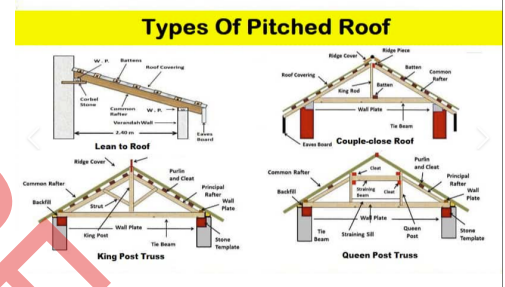 Types Of Pitched Roof
W. P.
Battens
Roof Covering
Corbel
Stone
Common
Rafter
W. P.
Verandah Wall
2.40 m
Eaves
Board
Lean to Roof
Ridge Cover
Ridge Piece
Roof Covering
Batten
Common
Rafter
King Rod
Batten
Wall Plate
Tie Beam
Eaves Board
Couple-close Roof
Ridge Cover
Purlin
and Cleat
Common Rafter
Principal
Rafter
Backfill
Strut
Wall
Plate
Wall Plate
King Post
Tie Beam
Stone
Template
King Post Truss
Common Rafter
Cleat
Purlin
and Cleat
Principal
Rafter
Backfill
Straining
Beam
Cleat
Wall
Plate
Wall Plate
Tie
Beam
Straining Sill
Queen
Post
Stone
Template
Queen Post Truss